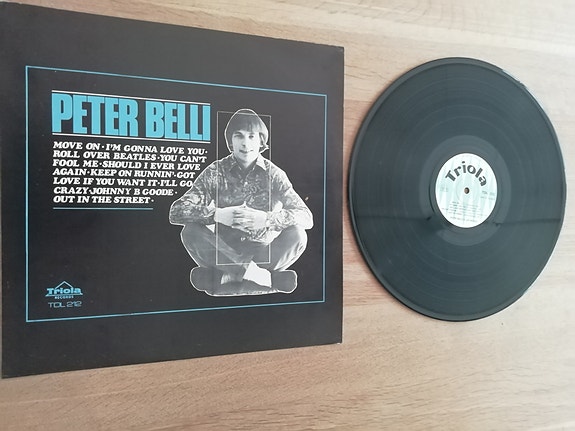 PETER BELLI
MOVE ON · I'M GONNA LOVE YOU ·
ROLL OVER BEATLES · YOU CAN'T
FOOL ME · SHOULD I EVER LOVE
AGAIN · KEEP ON RUNNIN' · GOT
LOVE IF YOU WANT IT · I'LL GO
CRAZY · JOHNNY B GOODE ·
OUT IN THE STREET ·
Triola
RECORDS
TDL 212
Triola